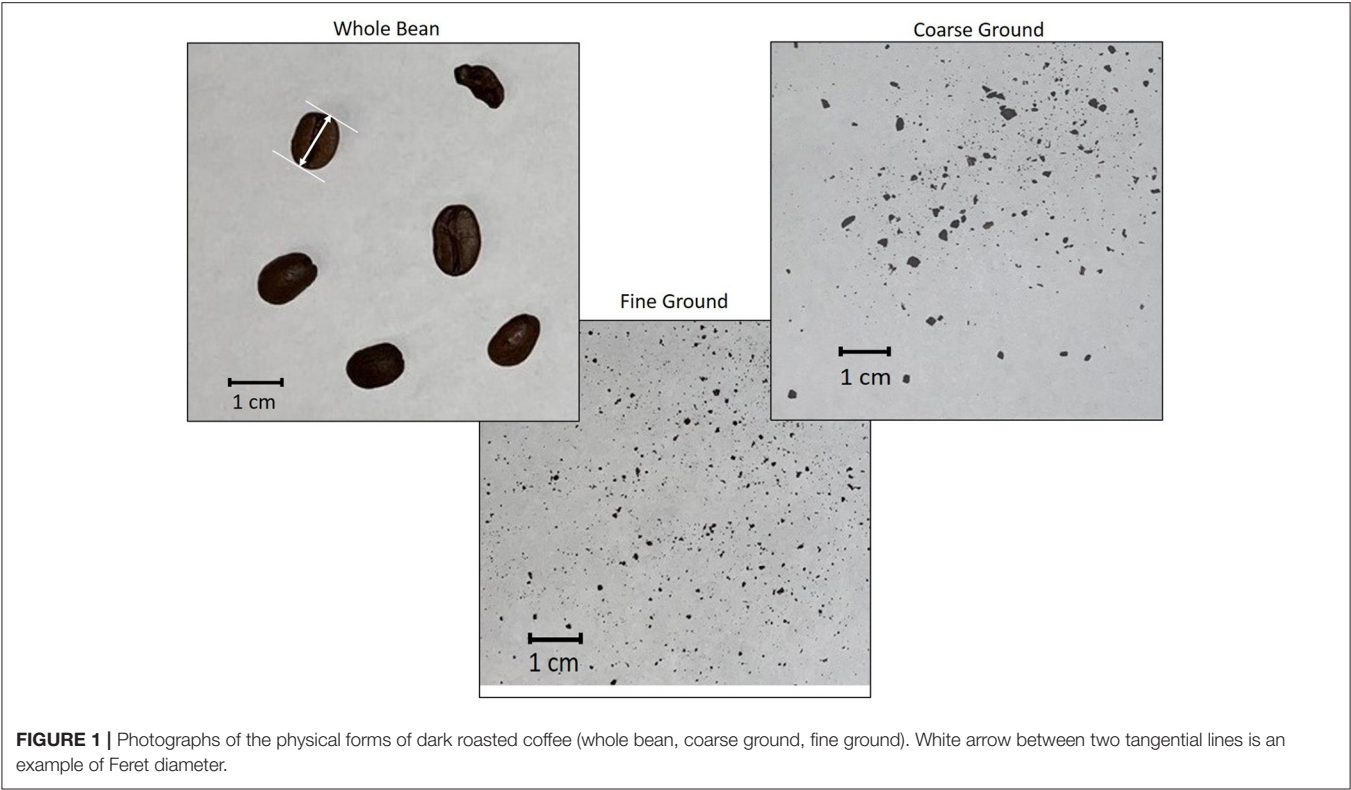 Whole Bean
Coarse Ground
Fine Ground
1 cm
1 cm
1 cm
FIGURE 1 | Photographs of the physical forms of dark roasted coffee (whole bean, coarse ground, fine ground). White arrow between two tangential lines is an
example of Feret diameter.